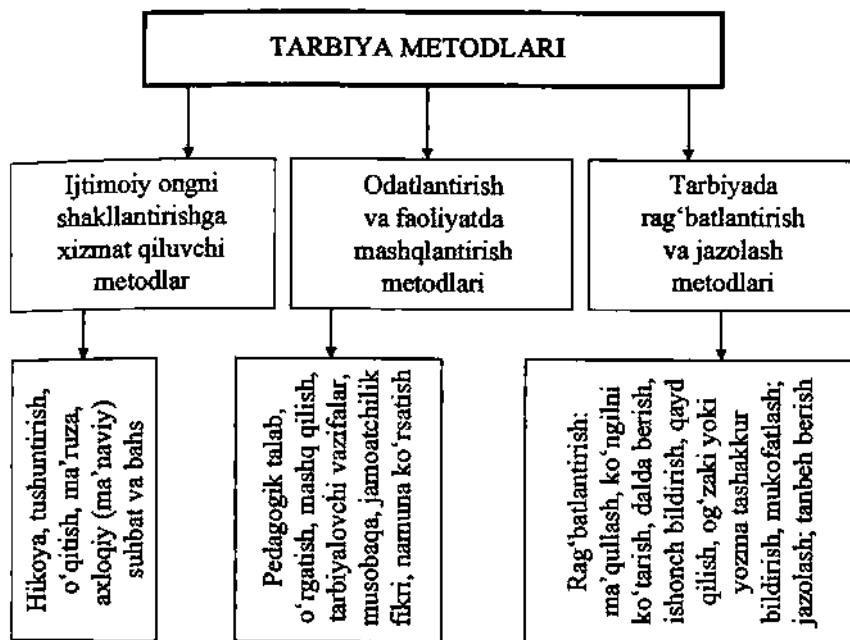 TARBIYA METODLARI
Ijtimoiy ongni
shakllantirishga
xizmat qiluvchi
metodlar
Odatlantirish
va faoliyatda
mashqlantirish
metodlari
Tarbiyada
rag‘batlantirish
va jazolash
metodlari
Hikoya, tushuntirish,
o‘qitish, ma’ruza,
axloqiy (ma’naviy)
suhbat va bahs
Pedagogik talab,
o‘rgatish, mashq qilish,
tarbiyalovchi vazifalar,
musobaqa, jamoatchilik
fikri, namuna ko‘rsatish
Rag‘batlantirish:
ma’qullash, ko‘ngilni
ko‘tarish, dalda berish,
ishonch bildirish, qayd
qilish, og‘zaki yoki
yozma tashakkur
bildirish, mukofatlash;
jazolash; tanbeh berish